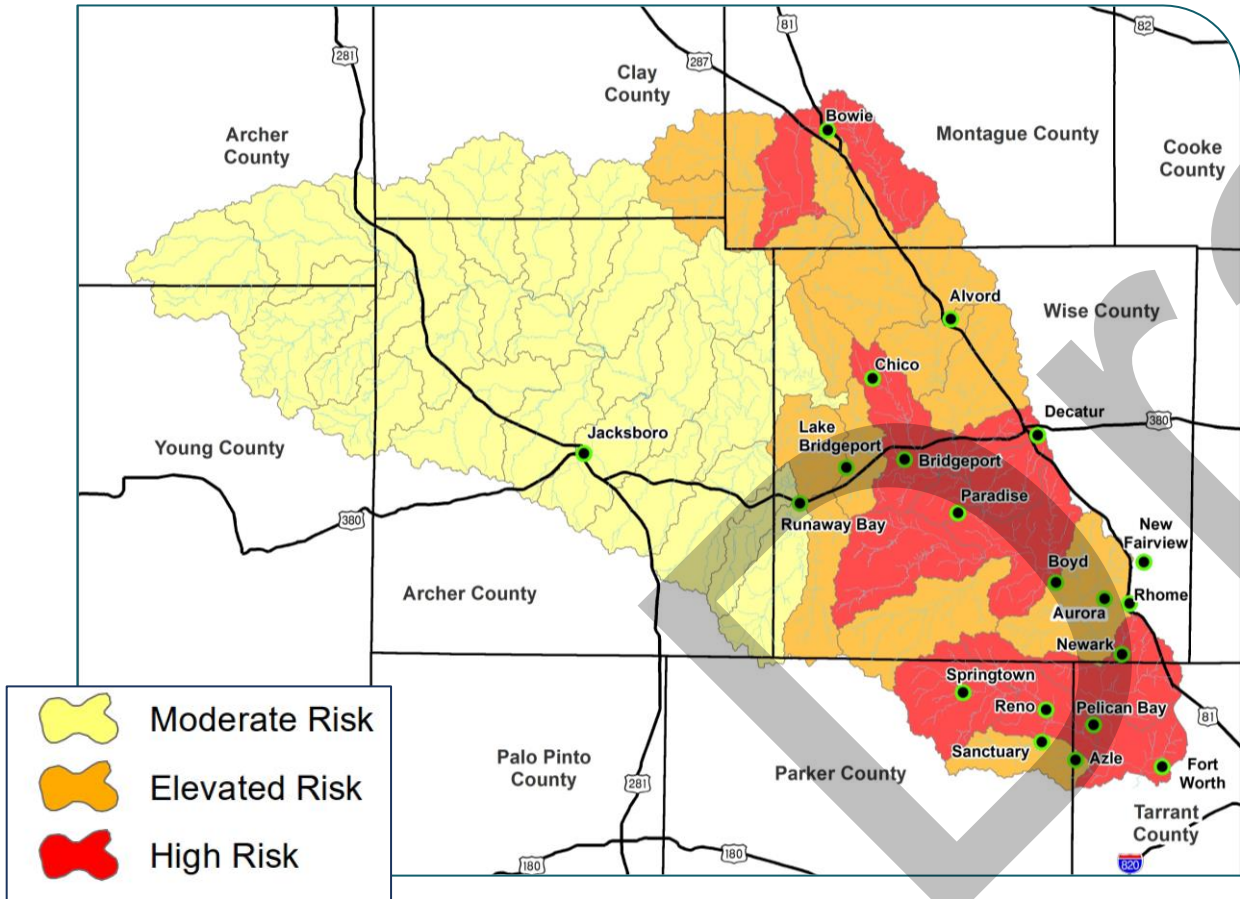 281
81
82
287
Clay
County
Bowie
Archer
County
Montague County
Cooke
County
Alvord
Wise County
Chico
Decatur
380
Lake
Bridgeport
Jacksboro
Young County
Bridgeport
Paradise
Runaway Bay
380
New
Fairview
Boyd
Archer County
Aurora
Rhome
Newark
Springtown
Reno
Pelican Bay
81
Sanctuary
Azle
Fort
Worth
Palo Pinto
County
Parker County
281
Tarrant
County
180
180
820
Moderate Risk
Elevated Risk
High Risk